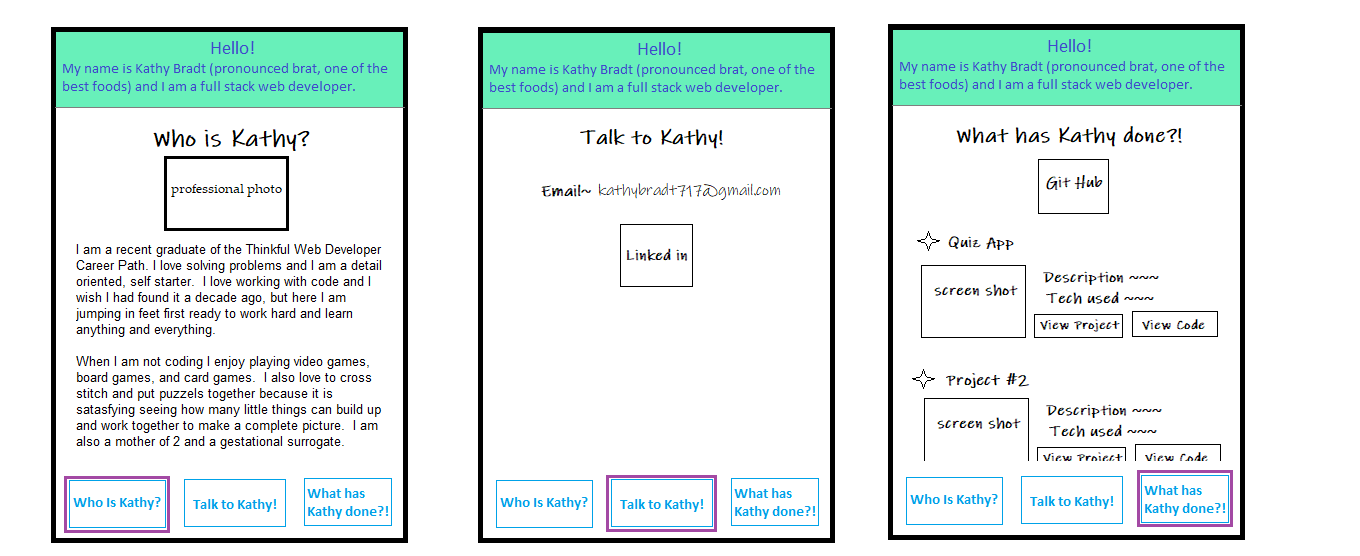 Hello!
My name is Kathy Bradt (pronounced brat, one of the
best foods) and I am a full stack web developer.
Who is Kathy?
professional photo
I am a recent graduate of the Thinkful Web Developer
Career Path. I love solving problems and I am a detail
oriented, self starter.  I love working with code and I
wish I had found it a decade ago, but here I am
jumping in feet first ready to work hard and learn
anything and everything.
When I am not coding I enjoy playing video games,
board games, and card games.  I also love to cross
stitch and put puzzels together because it is
satasfying seeing how many little things can build up
and work together to make a complete picture.  I am
also a mother of 2 and a gestational surrogate.
Who Is Kathy?
Talk to Kathy!
What has
Kathy done?!
Hello!
My name is Kathy Bradt (pronounced brat, one of the
best foods) and I am a full stack web developer.
Talk to Kathy!
Email~ kathybradt717@gmail.com
Linked in
Who Is Kathy?
Talk to Kathy!
What has
Kathy done?!
Hello!
My name is Kathy Bradt (pronounced brat, one of the
best foods) and I am a full stack web developer.
What has Kathy done?!
Git Hub
Quiz App
screen shot
Description ~~~
Tech used ~~~
View Project
View Code
Project #2
screen shot
Description ~~~
Tech used ~~~
View Project
View Code
Who Is Kathy?
Talk to Kathy!
What has
Kathy done?!